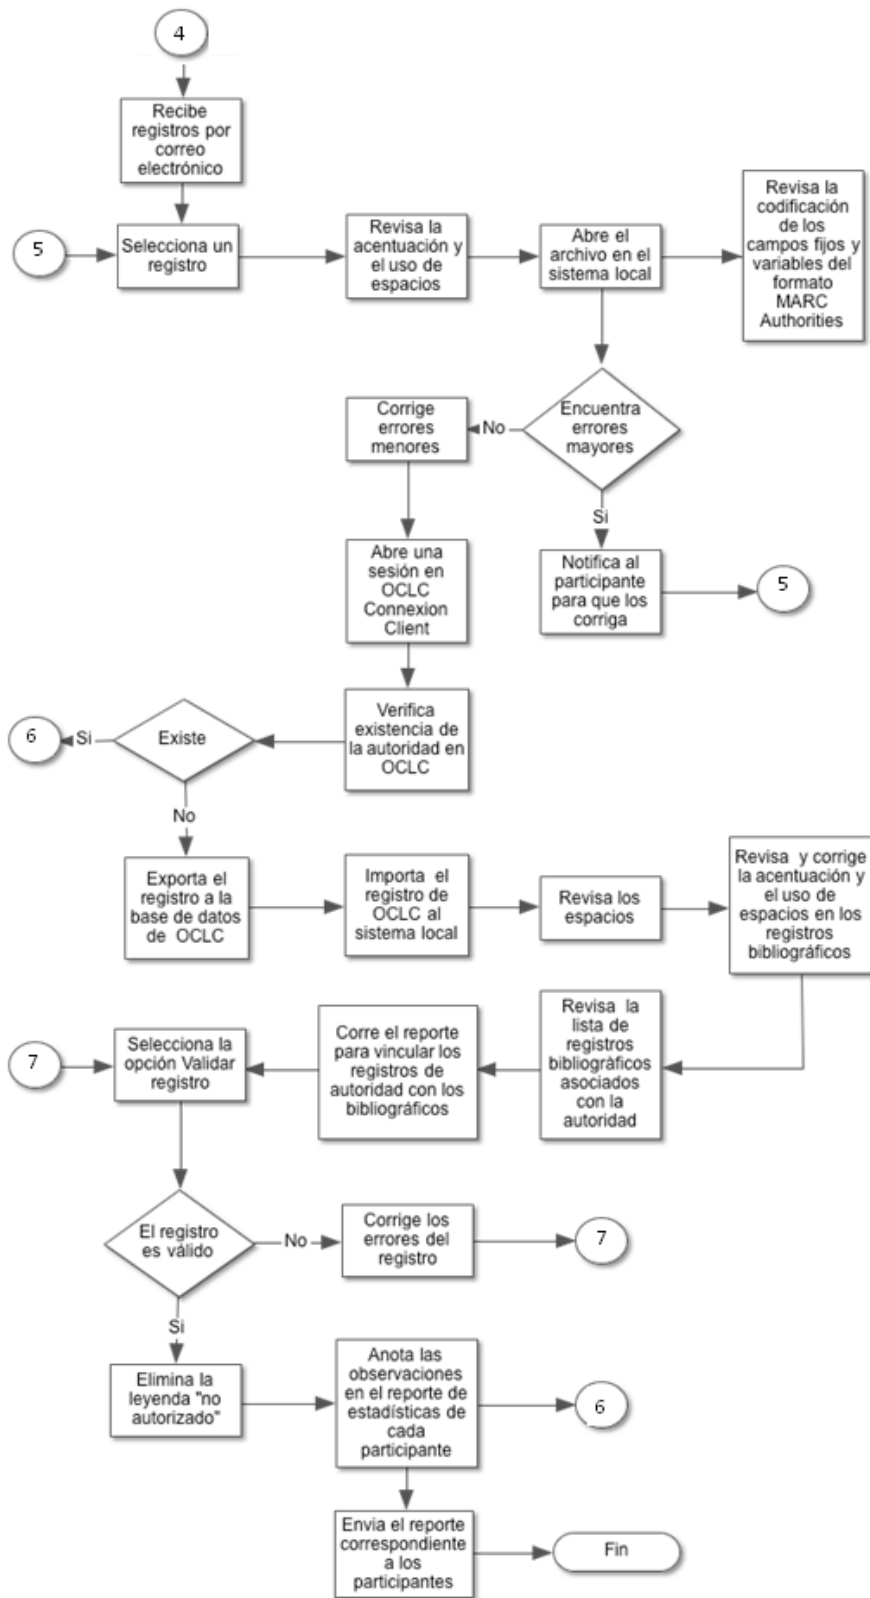 4
Recibe
registros por
correo
electrónico
5
Selecciona un
registro
Revisa la
acentuación y
el uso de
espacios
Abre el
archivo en el
sistema local
Revisa la
codificación
de los
campos fijos y
variables del
formato
MARC
Authorities
Encuentra
errores
mayores
No
Corrige
errores
menores
Si
Notifica al
participante
para que los
corriga
5
Abre una
sesión en
OCLC
Connexion
Client
Verifica
existencia de
la autoridad en
OCLC
Existe
Si
6
No
Exporta el
registro a la
base de datos
de OCLC
Importa el
registro de
OCLC al
sistema local
Revisa los
espacios
Revisa y corrige
la acentuación y
el uso de
espacios en los
registros
bibliográficos
Revisa la
lista de
registros
bibliográficos
asociados
con la
autoridad
Corre el reporte
para vincular los
registros de
autoridad con los
bibliográficos
7
Selecciona la
opción Validar
registro
El registro
es válido
No
Corrige los
errores del
registro
7
Si
Elimina la
leyenda "no
autorizado"
Anota las
observaciones
en el reporte de
estadísticas de
cada
participante
6
Envia el reporte
correspondiente
a los
participantes
Fin